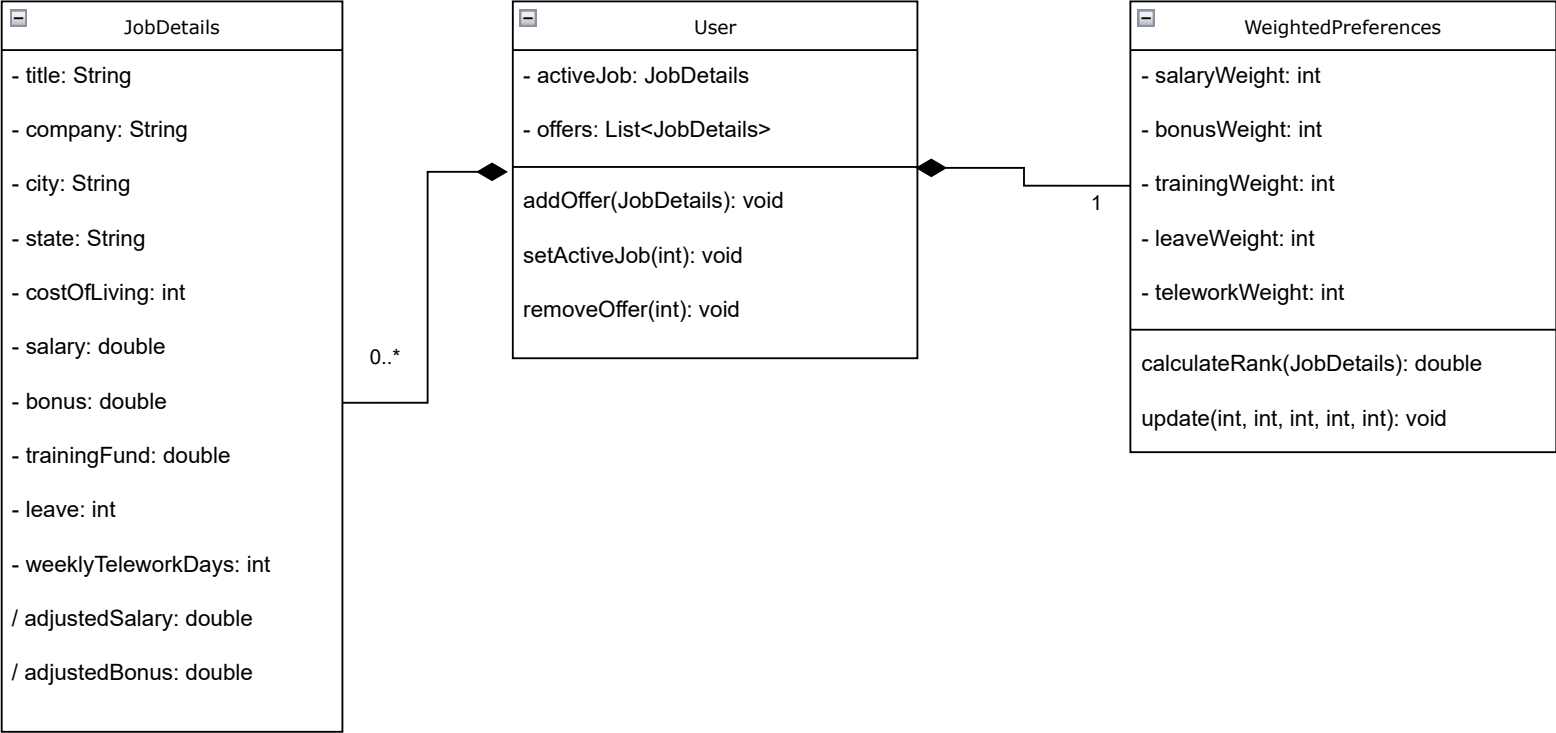 JobDetails
- title: String
- company: String
- city: String
- state: String
- costOfLiving: int
- salary: double
- bonus: double
- trainingFund: double
- leave: int
- weeklyTeleworkDays: int
/ adjustedSalary: double
/ adjustedBonus: double
0..*
User
- activeJob: JobDetails
- offers: List<JobDetails>
addOffer(JobDetails): void
setActiveJob(int): void
removeOffer(int): void
1
WeightedPreferences
- salaryWeight: int
- bonusWeight: int
- trainingWeight: int
- leaveWeight: int
- teleworkWeight: int
calculateRank(JobDetails): double
update(int, int, int, int, int): void